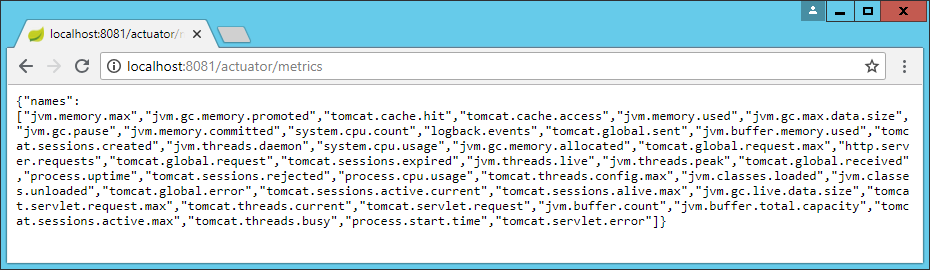 localhost:8081/actuator/m
localhost:8081/actuator/metrics
{"names":
["jvm.memory.max","jvm.gc.memory.promoted","tomcat.cache.hit","tomcat.cache.access","jvm.memory.used","jvm.gc.max.data.size",
"jvm.gc.pause","jvm.memory.committed","system.cpu.count","logback.events","tomcat.global.sent","jvm.buffer.memory.used","tomc
at.sessions.created","jvm.threads.daemon","system.cpu.usage","jvm.gc.memory.allocated","tomcat.global.request.max","http.serv
er.requests","tomcat.global.request","tomcat.sessions.expired","jvm.threads.live","jvm.threads.peak","tomcat.global.received"
,"process.uptime","tomcat.sessions.rejected","process.cpu.usage","tomcat.threads.config.max","jvm.classes.loaded","jvm.classe
s.unloaded","tomcat.global.error","tomcat.sessions.active.current","tomcat.sessions.alive.max","jvm.gc.live.data.size","tomca
t.servlet.request.max","tomcat.threads.current","tomcat.servlet.request","jvm.buffer.count","jvm.buffer.total.capacity","tomc
at.sessions.active.max","tomcat.threads.busy","process.start.time","tomcat.servlet.error"]}